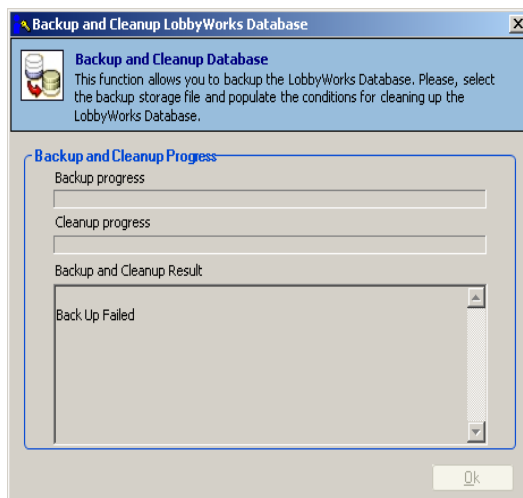 Backup and Cleanup LobbyWorks Database
Backup and Cleanup Database
This function allows you to backup the LobbyWorks Database. Please, select
the backup storage file and populate the conditions for cleaning up the
LobbyWorks Database.
Backup and Cleanup Progress
Backup progress
Cleanup progress
Backup and Cleanup Result
Back Up Failed
Ok